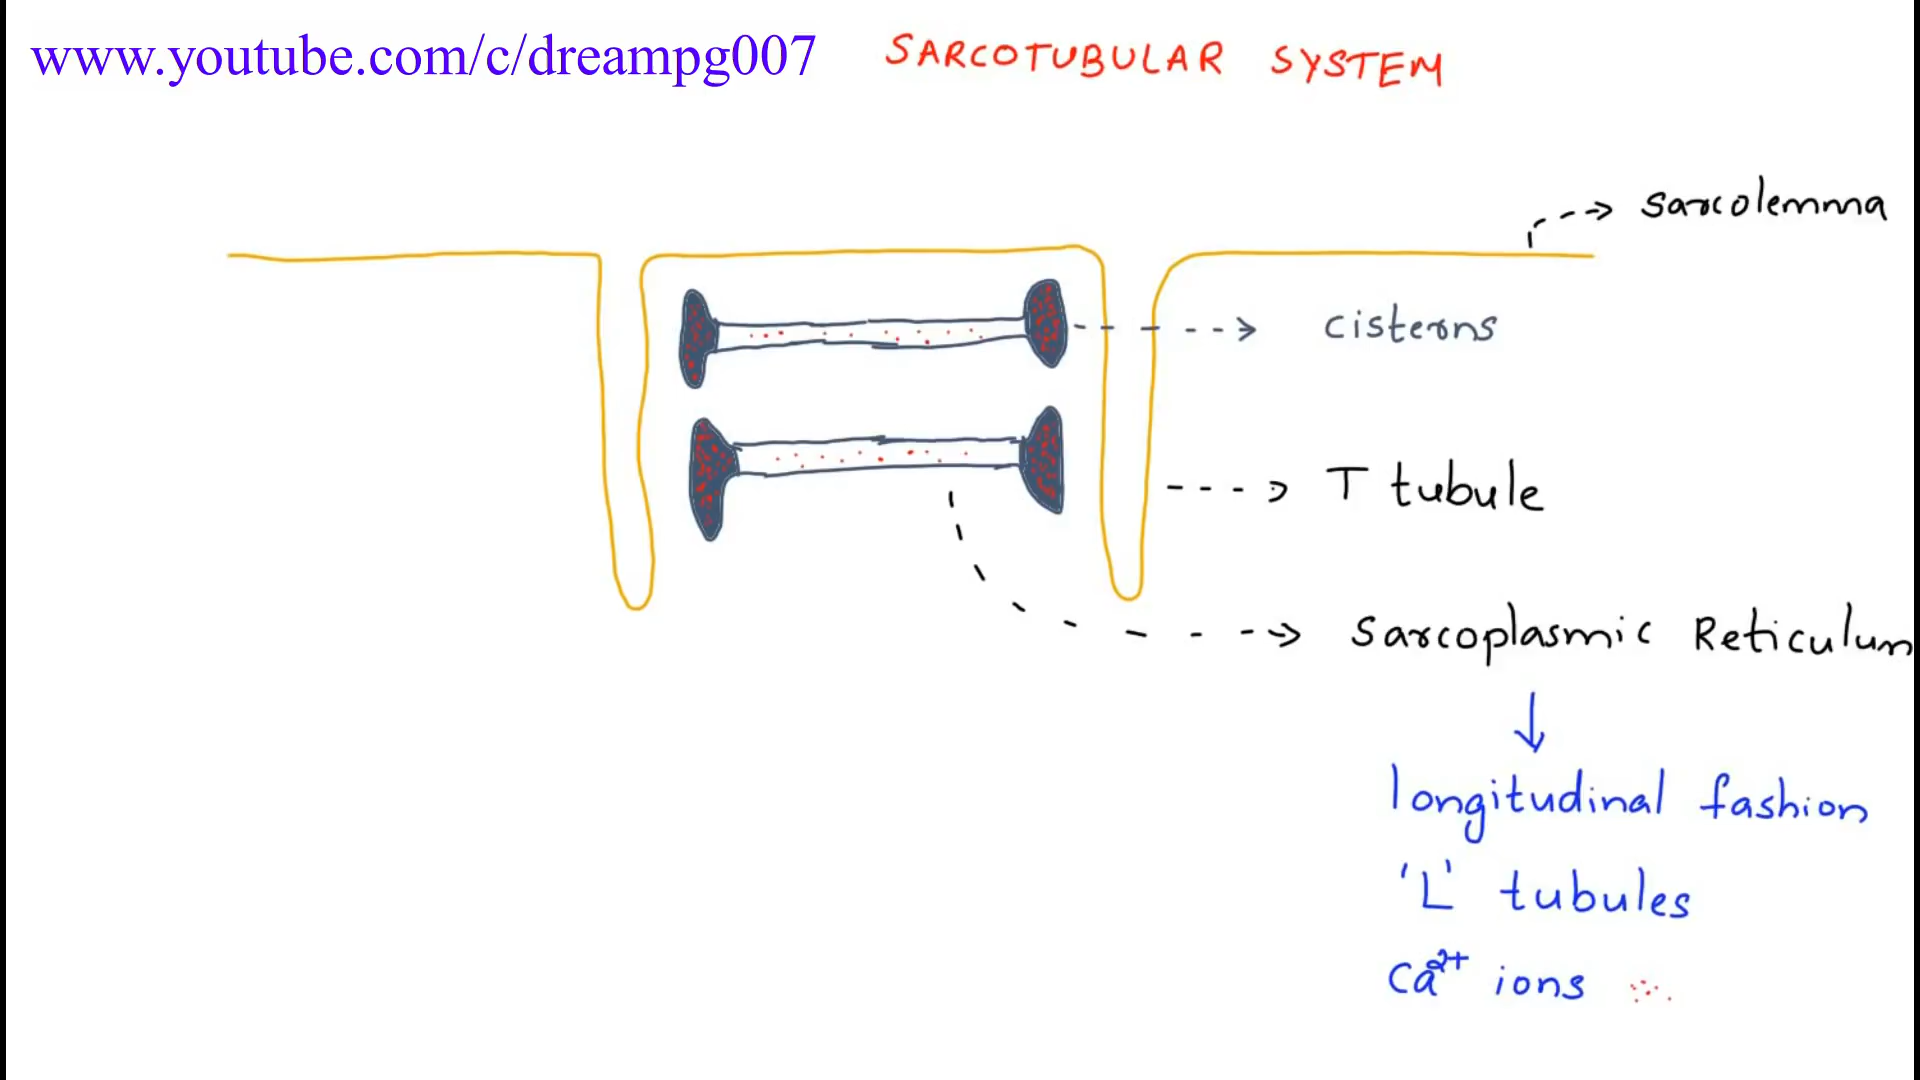 www.youtube.com/c/dreampg007
SARCOTUBULAR SYSTEM
sarcolemma
cisterns
T tubule
Sarcoplasmic Reticulum
longitudinal fashion
'L' tubules
Ca2+ ions